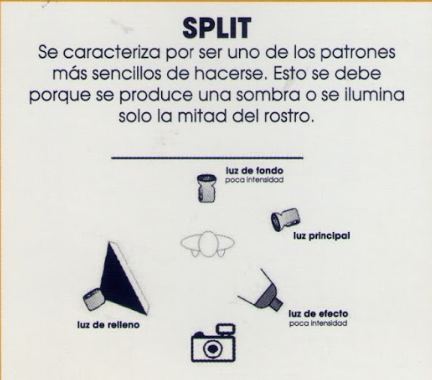 SPLIT
Se caracteriza por ser uno de los patrones
más sencillos de hacerse. Esto se debe
porque se produce una sombra o se ilumina
solo la mitad del rostro.
luz de fondo
poca intensidad
luz principal
luz de relleno
luz de efecto
poca intensidad